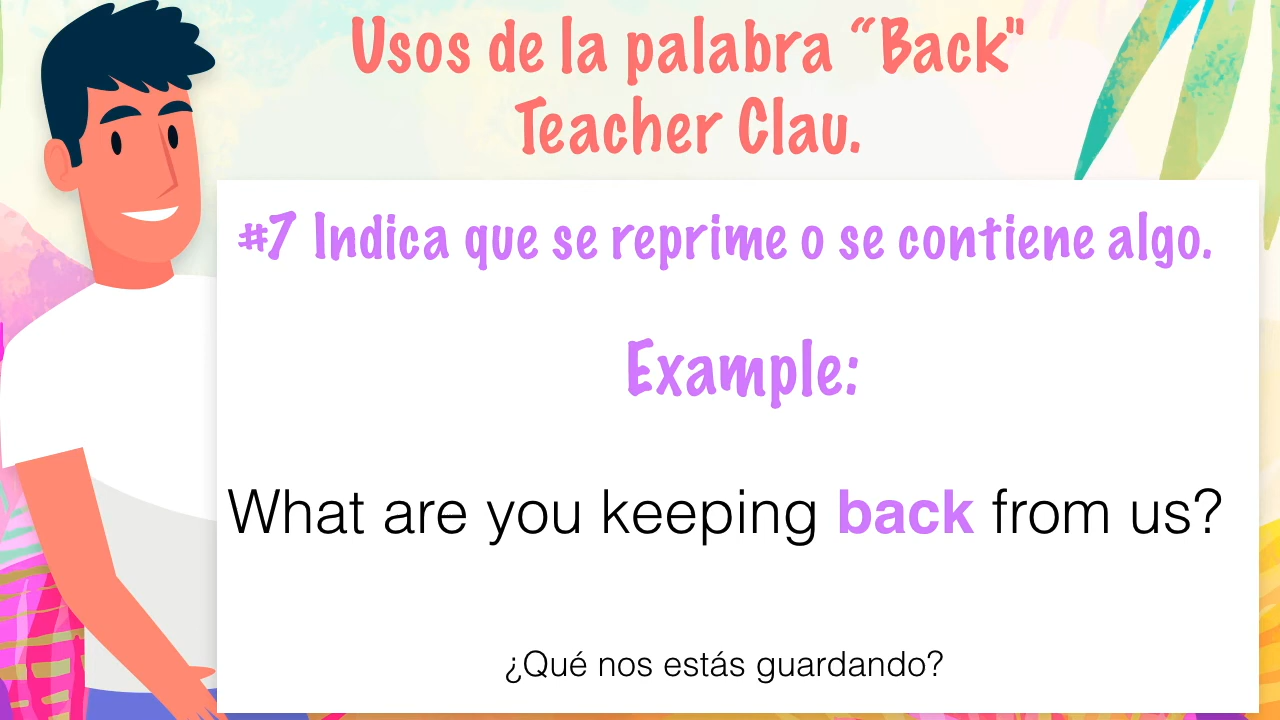 Usos de la palabra “Back"
Teacher Clau.
#7 Indica que se reprime o se contiene algo.
Example:
What are you keeping back from us?
¿Qué nos estás guardando?